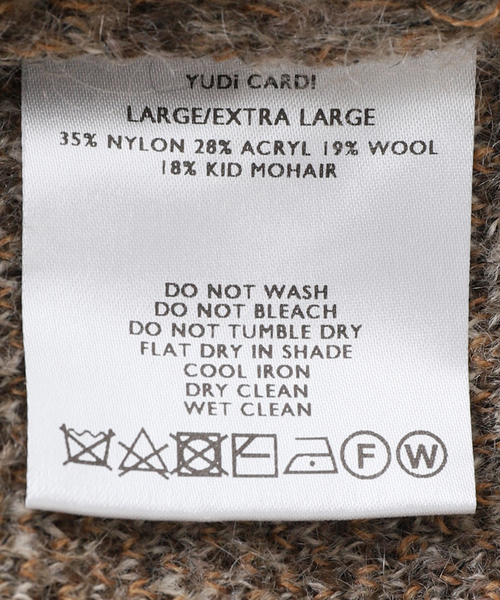 YUDi CARDI
LARGE/EXTRA LARGE
35% NYLON 28% ACRYL 19% WOOL
18% KID MOHAIR
DO NOT WASH
DO NOT BLEACH
DO NOT TUMBLE DRY
FLAT DRY IN SHADE
COOL IRON
DRY CLEAN
WET CLEAN
F W